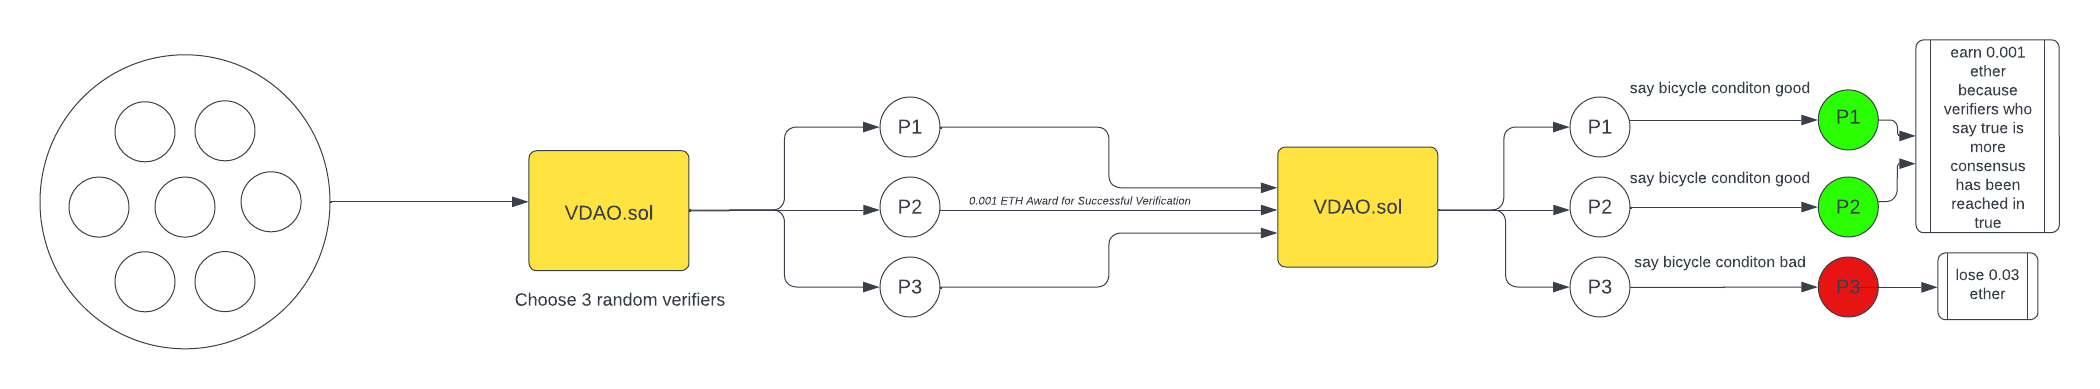 VDAO.sol
Choose 3 random verifiers
P1
P2
P3
0.001 ETH Award for Successful Verification
VDAO.sol
P1
P2
P3
say bicycle conditon good
say bicycle conditon good
say bicycle conditon bad
P1
P2
P3
earn 0.001
ether
because
verifiers who
say true is
more
consensus
has been
reached in
true
lose 0.03
ether